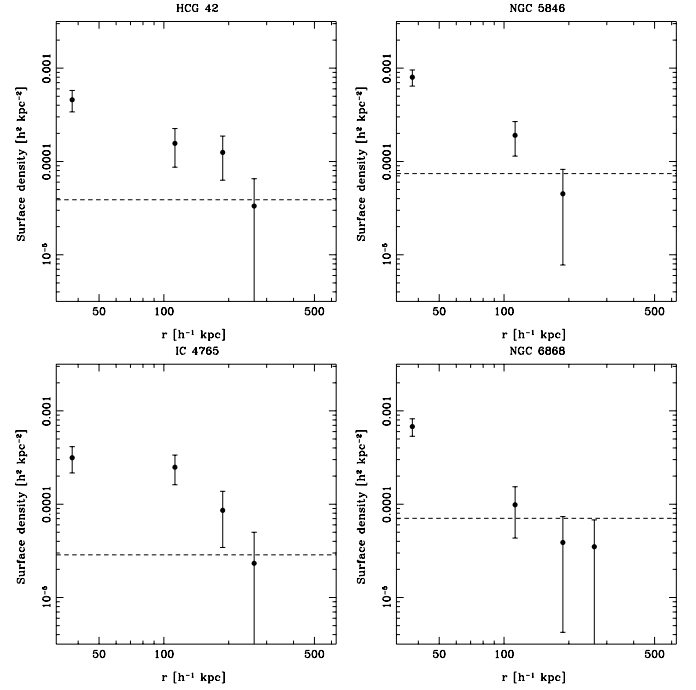 HCG 42
Surface density [h² kpc⁻²]
0.001
0.0001
10⁻⁵
50
100
500
r [h⁻¹ kpc]
NGC 5846
Surface density [h² kpc⁻²]
0.001
0.0001
10⁻⁵
50
100
500
r [h⁻¹ kpc]
IC 4765
Surface density [h² kpc⁻²]
0.001
0.0001
10⁻⁵
50
100
500
r [h⁻¹ kpc]
NGC 6868
Surface density [h² kpc⁻²]
0.001
0.0001
10⁻⁵
50
100
500
r [h⁻¹ kpc]